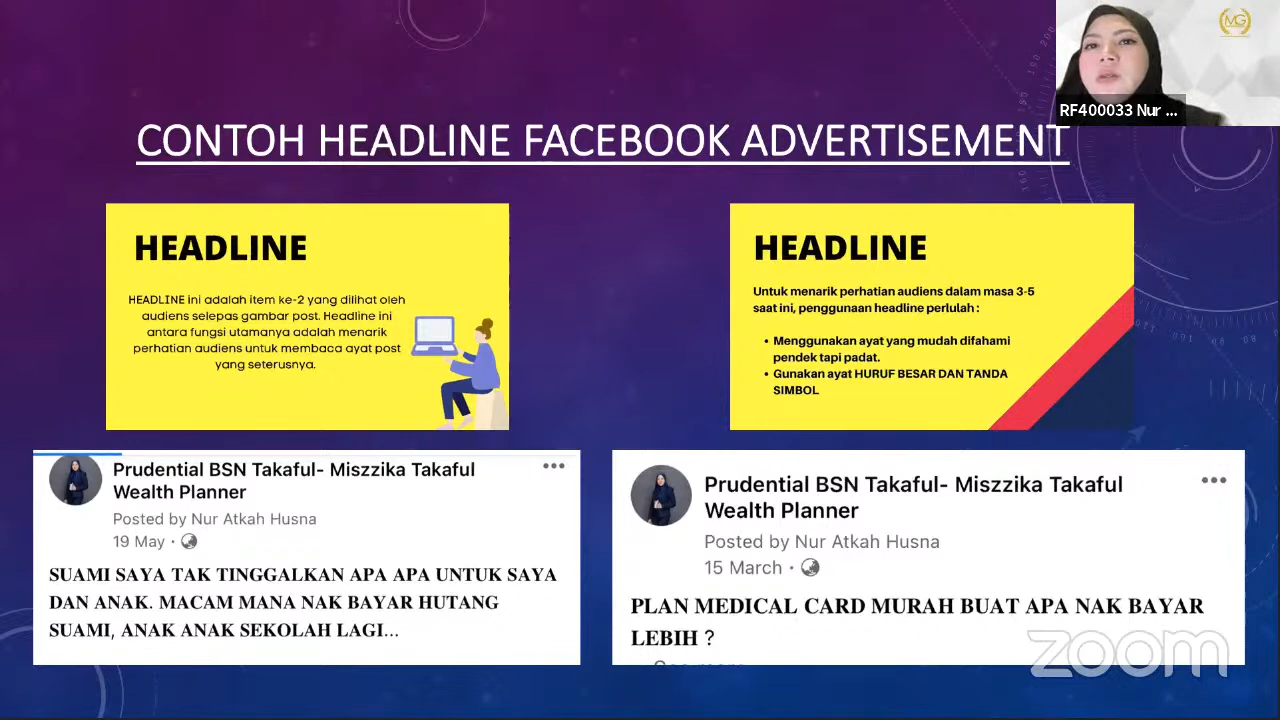 MG
RF400033 Nur ...
CONTOH HEADLINE FACEBOOK ADVERTISEMENT
HEADLINE
HEADLINE ini adalah item ke-2 yang dilihat oleh
audiens selepas gambar post. Headline ini
antara fungsi utamanya adalah menarik
perhatian audiens untuk membaca ayat post
yang seterusnya.
HEADLINE
Untuk menarik perhatian audiens dalam masa 3-5
saat ini, penggunaan headline perlulah :
• Menggunakan ayat yang mudah difahami
pendek tapi padat.
• Gunakan ayat HURUF BESAR DAN TANDA
SIMBOL
Prudential BSN Takaful- Miszzika Takaful
Wealth Planner
Posted by Nur Atkah Husna
19 May ·
SUAMI SAYA TAK TINGGALKAN APA APA UNTUK SAYA
DAN ANAK. MACAM MANA NAK BAYAR HUTANG
SUAMI, ANAK ANAK SEKOLAH LAGI...
Prudential BSN Takaful- Miszzika Takaful
Wealth Planner
Posted by Nur Atkah Husna
15 March ·
PLAN MEDICAL CARD MURAH BUAT APA NAK BAYAR
LEBIH ?
zoom